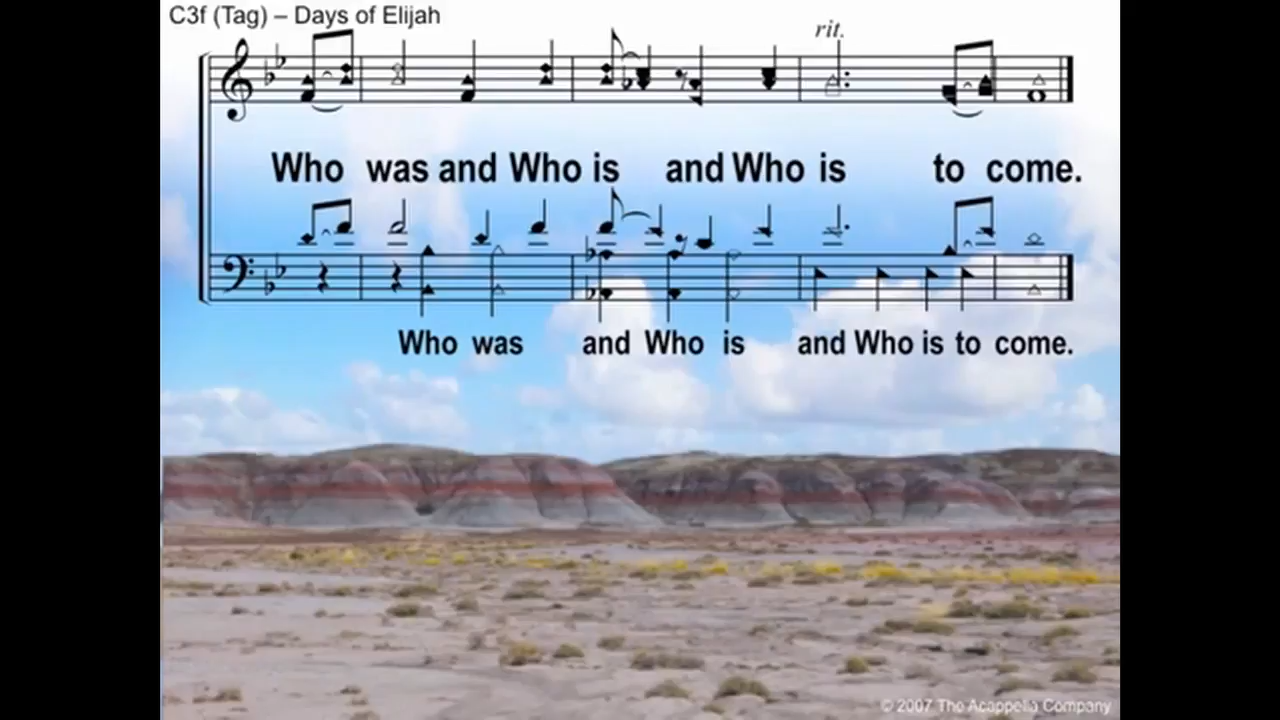 C3f (Tag) – Days of Elijah
rit.
Who was and Who is and Who is to come.
Who was and Who is and Who is to come.
© 2007 The Acappella Company